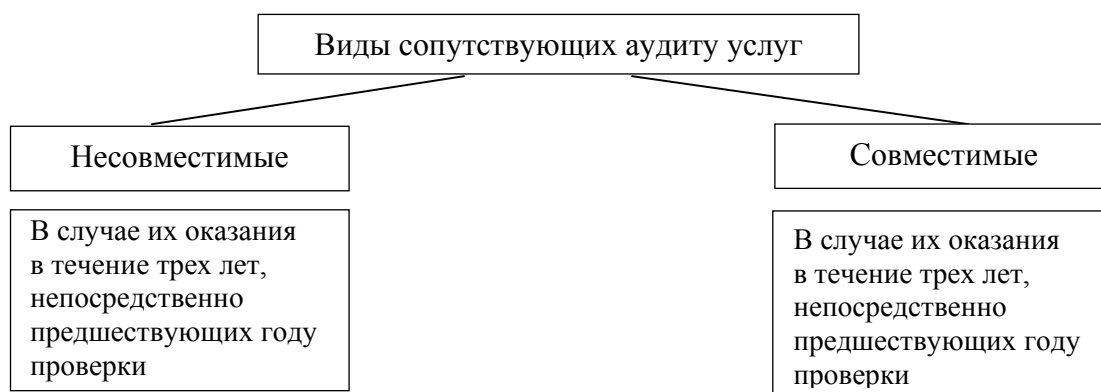 Виды сопутствующих аудиту услуг
Несовместимые
Совместимые
В случае их оказания
в течение трех лет,
непосредственно
предшествующих году
проверки
В случае их оказания
в течение трех лет,
непосредственно
предшествующих году
проверки